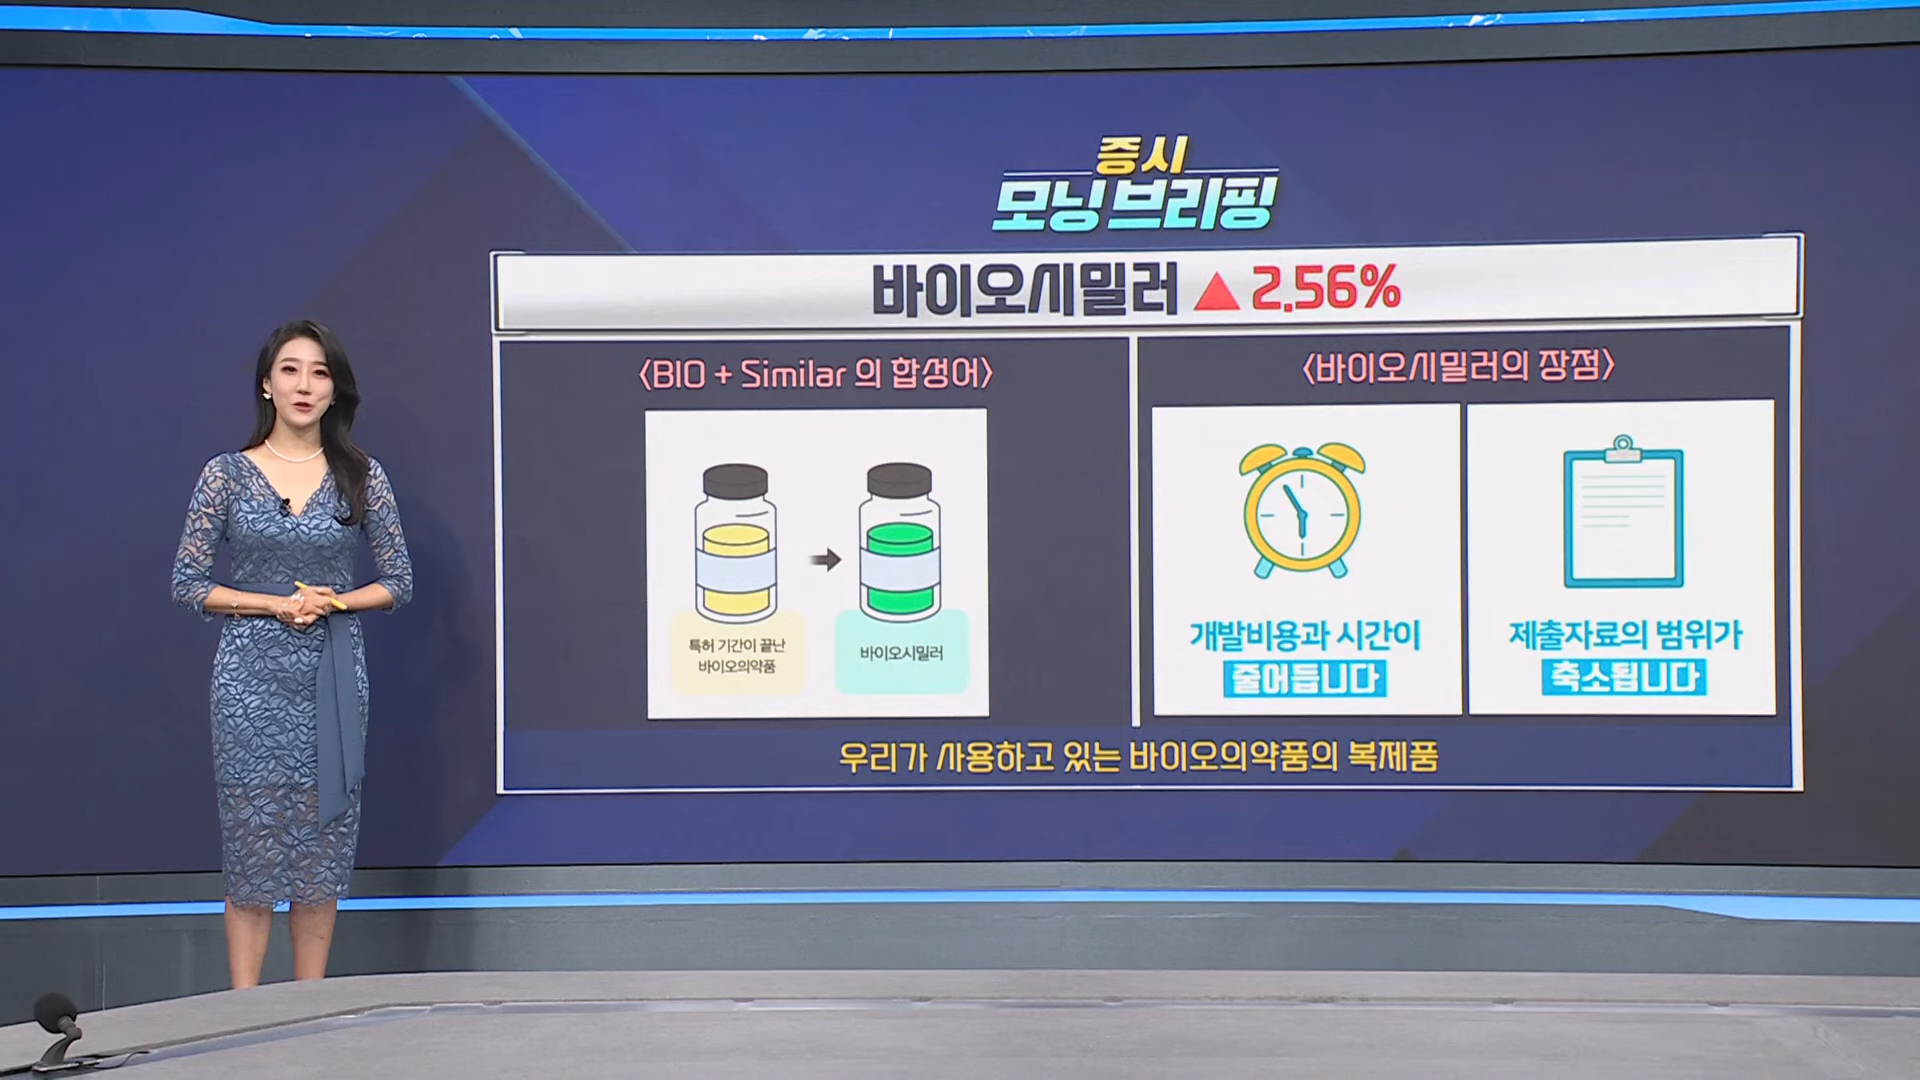 증시
모닝브리핑
바이오시밀러 ▲ 2.56%
〈BIO + Similar 의 합성어〉
특허 기간이 끝난
바이오의약품
바이오시밀러
〈바이오시밀러의 장점〉
개발비용과 시간이
줄어듭니다
제출자료의 범위가
축소됩니다
우리가 사용하고 있는 바이오의약품의 복제품